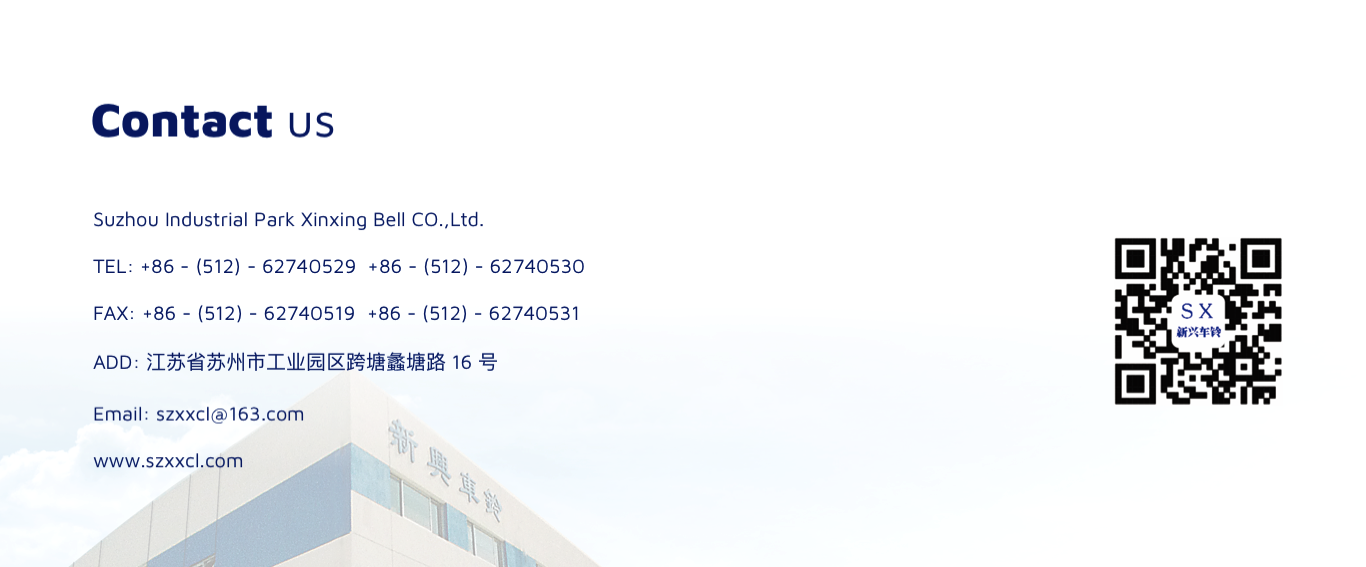 Contact us
Suzhou Industrial Park Xinxing Bell CO.,Ltd.
TEL: +86 - (512) - 62740529  +86 - (512) - 62740530
FAX: +86 - (512) - 62740519  +86 - (512) - 62740531
ADD: 江苏省苏州市工业园区跨塘蠡塘路 16 号
Email: szxxcl@163.com
www.szxxcl.com
S X
新兴车铃
新興車鈴